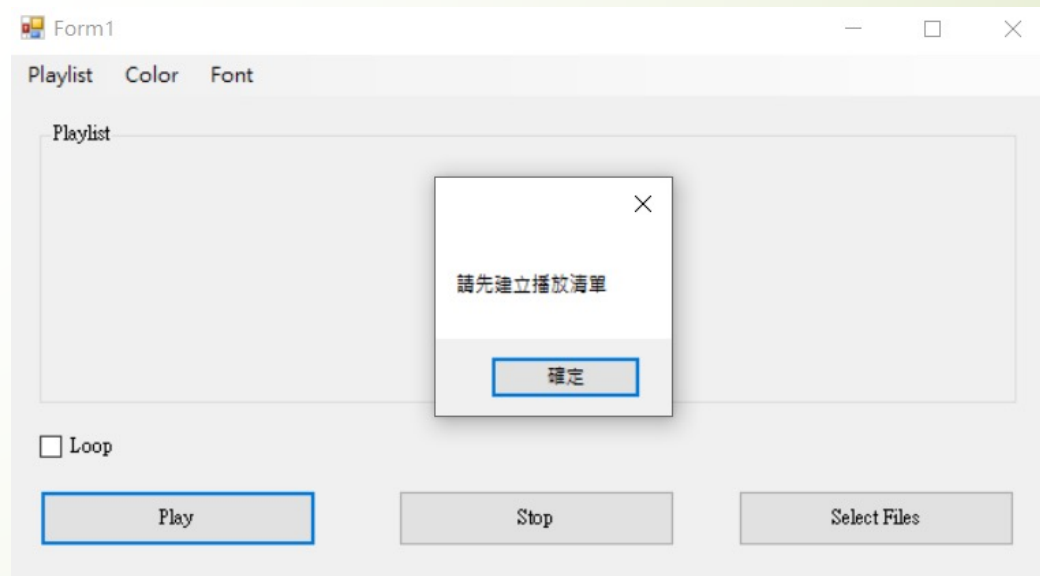 Form1
Playlist Color Font
Playlist
請先建立播放清單
確定
Loop
Play Stop Select Files